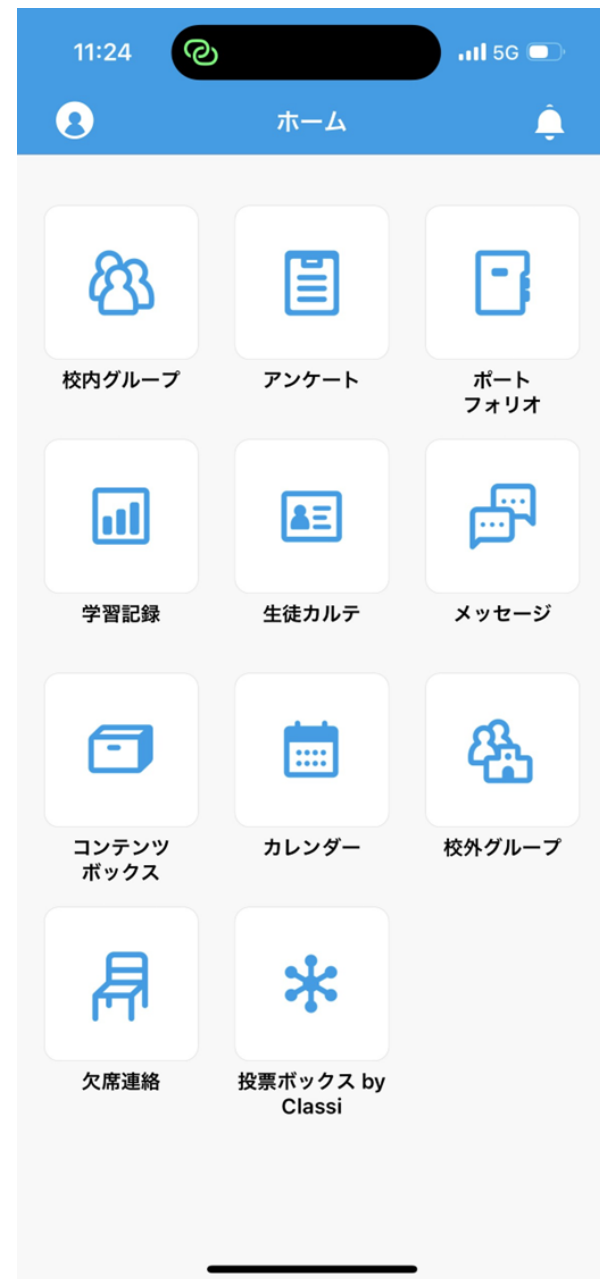 11:24
5G
ホーム
校内グループ
アンケート
ポート
フォリオ
学習記録
生徒カルテ
メッセージ
コンテンツ
ボックス
カレンダー
校外グループ
欠席連絡
投票ボックス by
Classi